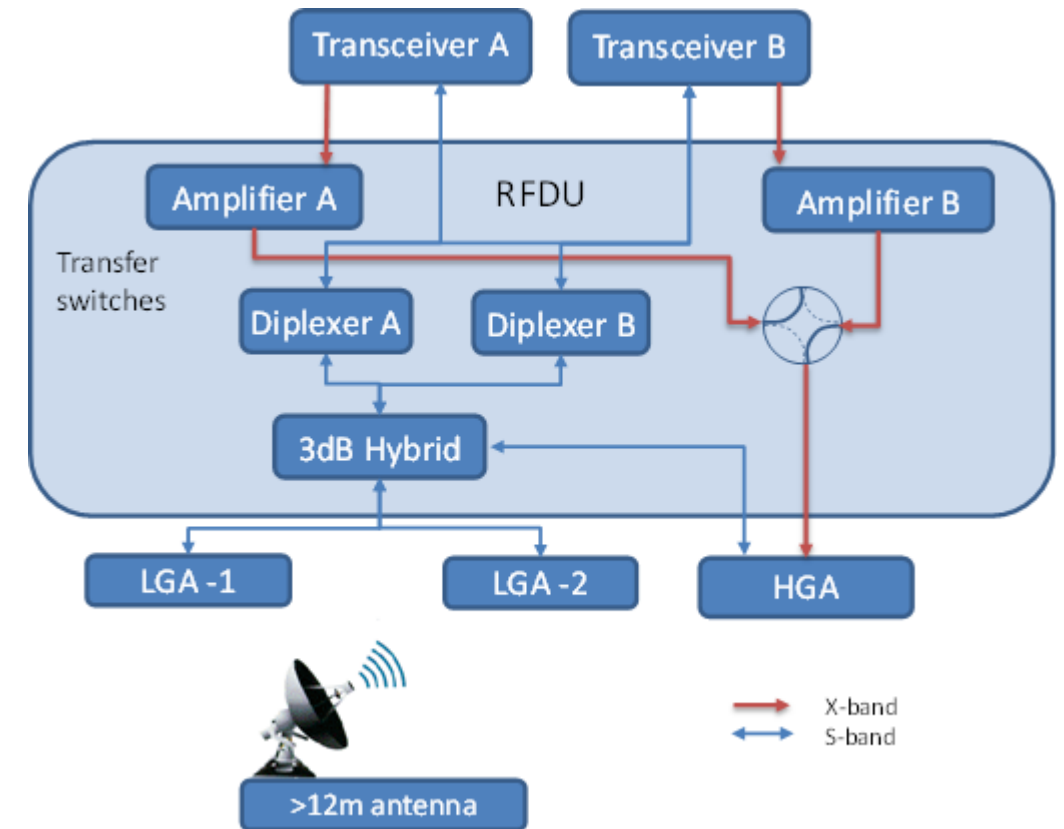 Transceiver A
Transceiver B
Amplifier A
RFDU
Amplifier B
Transfer
switches
Diplexer A
Diplexer B
3dB Hybrid
LGA -1
LGA -2
HGA
X-band
S-band
>12m antenna